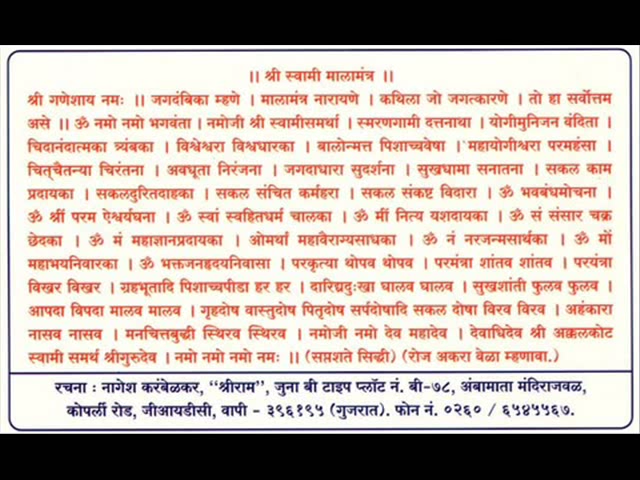 ।। श्री स्वामी मालामंत्र ।।
श्री गणेशाय नमः ।। जगदंबिका म्हणे । मालामंत्र नारायणे । कथिला जो जगत्कारणे । तो हा सर्वोत्तम
असे ।। ॐ नमो नमो भगवंता । नमोजी श्री स्वामीसमर्था । स्मरणगामी दत्तनाथा । योगीमुनिजन वंदिता ।
चिदानंदात्मका त्र्यंबका । विश्वेश्वरा विश्वधारका । बालोन्मत्त पिशाच्चवेषा । महायोगीश्वरा परमहंसा ।
चित्‌चैतन्या चिरंतना । अवधूता निरंजना । जगदाधारा सुदर्शना । सुखधामा सनातना । सकल काम
प्रदायका । सकलदुरितदाहका । सकल संचित कर्महरा । सकल संकष्ट विदारा । ॐ भवबंधमोचना ।
ॐ श्रीं परम ऐश्वर्यधना । ॐ स्वां स्वहितधर्म चालका । ॐ मीं नित्य यशदायका । ॐ सं संसार चक्र
छेदका । ॐ मं महाज्ञानप्रदायका । ओमर्था महावैराग्यसाधका । ॐ नं नरजन्मसार्थका । ॐ मों
महाभयनिवारका । ॐ भक्तजनहृदयनिवासा । परकृत्या थोपव थोपव । परमंत्रा शांतव शांतव । परयंत्रा
विखर विखर । ग्रहभूतादि पिशाच्चपीडा हर हर । दारिद्र्यदुःखा घालव घालव । सुखशांती फुलव फुलव ।
आपदा विपदा मालव मालव । गृहदोष वास्तुदोष पितृदोष सर्पदोषादि सकल दोषा विरव विरव । अहंकारा
नासव नासव । मनचित्तबुद्धी स्थिरव स्थिरव । नमोजी नमो देव महादेव । देवाधिदेव श्री अक्कलकोट
स्वामी समर्थ श्रीगुरुदेव । नमो नमो नमो नमः ।। (सप्तशते सिद्धी) (रोज अकरा वेळा म्हणावा.)
रचना : नागेश करंबेळकर, “श्रीराम”, जुना बी टाइप प्लॉट नं. बी-७८, अंबामाता मंदिराजवळ,
कोपर्ली रोड, जीआयडीसी, वापी - ३९६१९५ (गुजरात). फोन नं. ०२६० / ६५४५५६७.